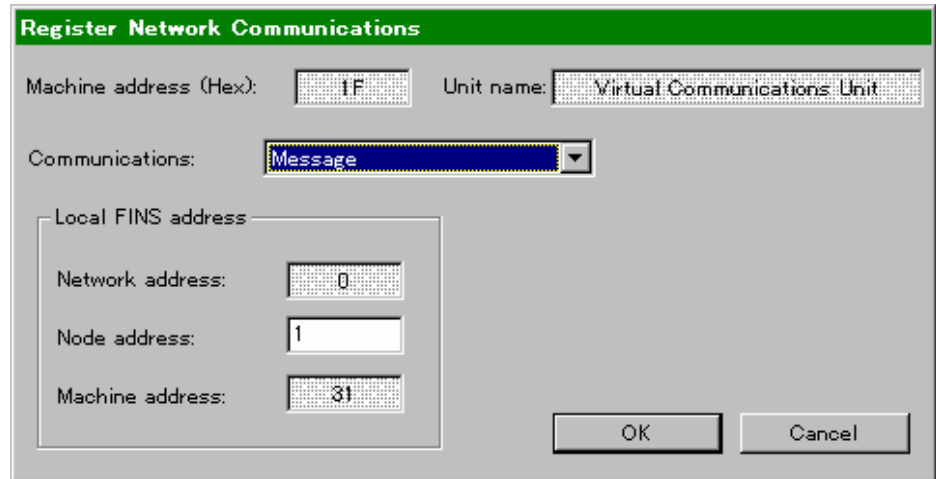 Register Network Communications
Machine address (Hex): 1F Unit name: Virtual Communications Unit
Communications: Message
Local FINS address
Network address: 0
Node address: 1
Machine address: 31
OK Cancel